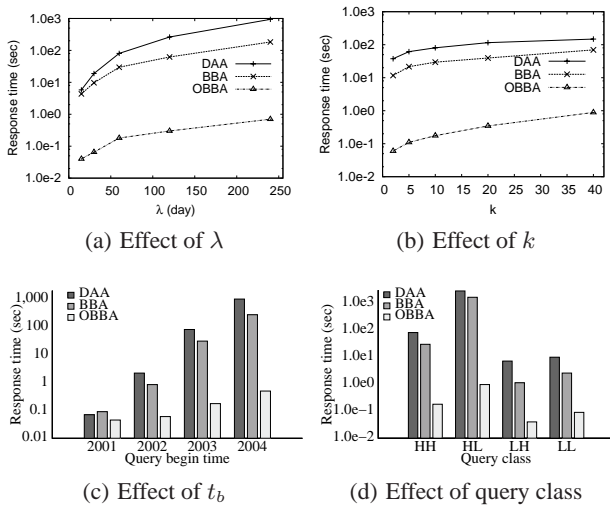 Response time (sec)
1.0e3
1.0e2
1.0e1
1.0e0
1.0e-1
1.0e-2
DAA
BBA
OBBA
0 50 100 150 200 250
λ (day)
(a) Effect of λ
Response time (sec)
1.0e3
1.0e2
1.0e1
1.0e0
1.0e-1
1.0e-2
DAA
BBA
OBBA
0 5 10 15 20 25 30 35 40
k
(b) Effect of k
Response time (sec)
1,000
100
10
1
0.1
0.01
DAA
BBA
OBBA
2001 2002 2003 2004
Query begin time
(c) Effect of t_b
Response time (sec)
1.0e3
1.0e2
1.0e1
1.0e0
1.0e−1
1.0e−2
DAA
BBA
OBBA
HH HL LH LL
Query class
(d) Effect of query class